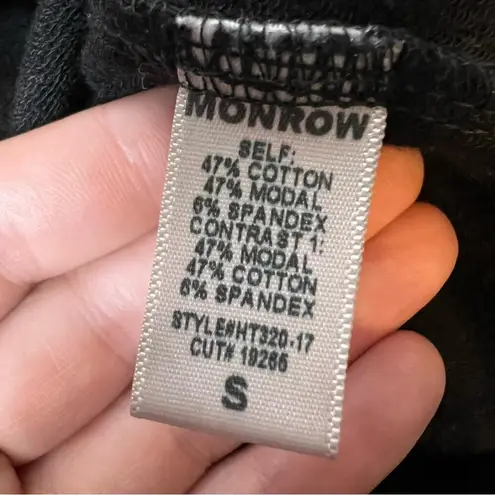 MONROW
SELF:
47% COTTON
47% MODAL
6% SPANDEX
CONTRAST 1:
47% MODAL
47% COTTON
6% SPANDEX
STYLE#HT320-17
CUT# 19266
S